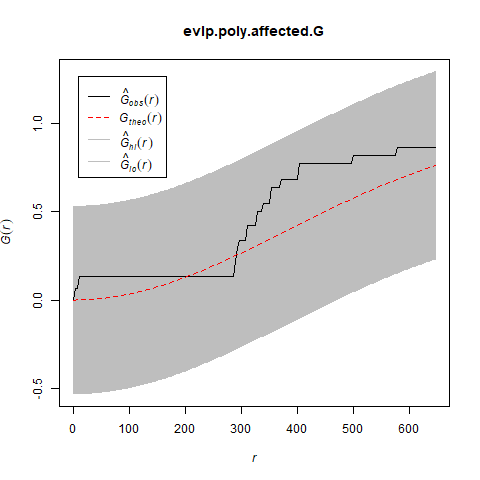 evlp.poly.affected.G
Ĝobs(r)
Gtheo(r)
Ĝhi(r)
Ĝlo(r)
G(r)
1.0
0.5
0.0
-0.5
0 100 200 300 400 500 600
r